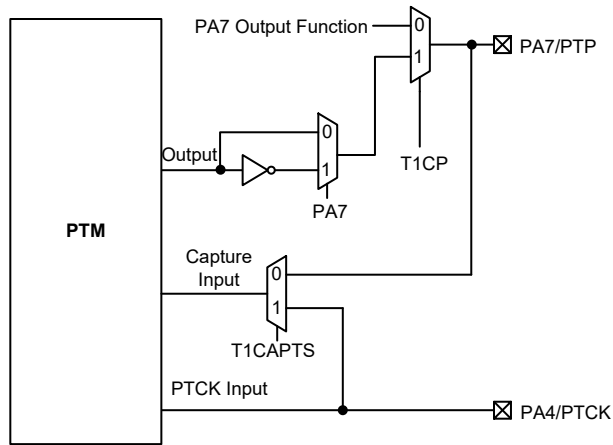 PA7 Output Function
0
1
PA7/PTP
T1CP
Output
0
1
PA7
PTM
Capture
Input
0
1
T1CAPTS
PTCK Input
PA4/PTCK